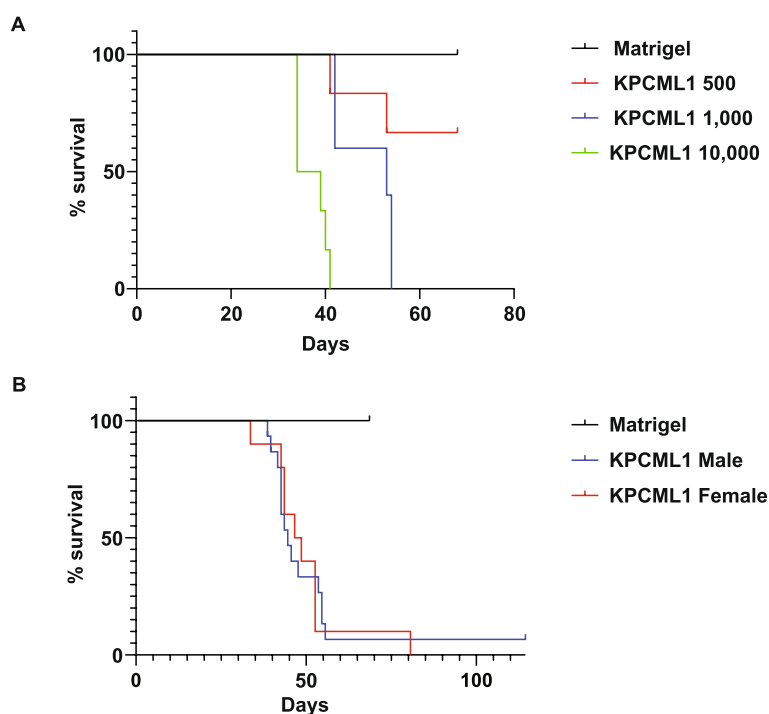 A
100
50
0
% survival
0 20 40 60 80
Days
Matrigel
KPCML1 500
KPCML1 1,000
KPCML1 10,000
B
100
50
0
% survival
0 50 100
Days
Matrigel
KPCML1 Male
KPCML1 Female